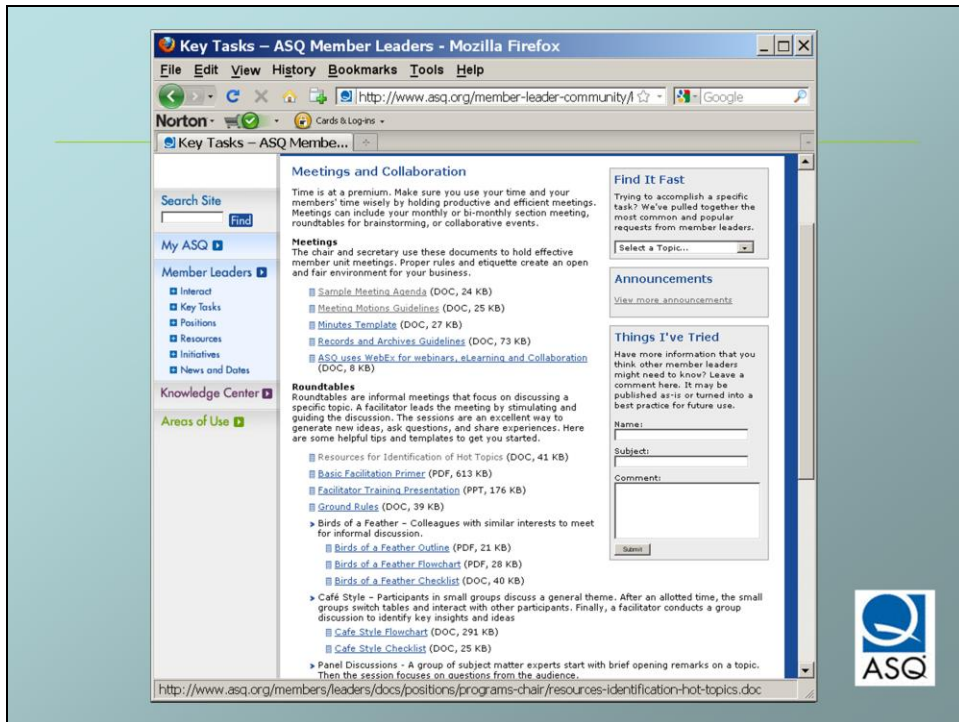 Key Tasks – ASQ Member Leaders - Mozilla Firefox
File Edit View History Bookmarks Tools Help
http://www.asq.org/member-leader-community/
Google
Norton
Cards & Log-ins
Key Tasks – ASQ Membe...
Search Site
Find
My ASQ
Member Leaders
Interact
Key Tasks
Positions
Resources
Initiatives
News and Dates
Knowledge Center
Areas of Use
Meetings and Collaboration
Time is at a premium. Make sure you use your time and your
members' time wisely by holding productive and efficient meetings.
Meetings can include your monthly or bi-monthly section meeting,
roundtables for brainstorming, or collaborative events.
Meetings
The chair and secretary use these documents to hold effective
member unit meetings. Proper rules and etiquette create an open
and fair environment for your business.
Sample Meeting Agenda (DOC, 24 KB)
Meeting Motions Guidelines (DOC, 25 KB)
Minutes Template (DOC, 27 KB)
Records and Archives Guidelines (DOC, 73 KB)
ASQ uses WebEx for webinars, eLearning and Collaboration
(DOC, 8 KB)
Roundtables
Roundtables are informal meetings that focus on discussing a
specific topic. A facilitator leads the meeting by stimulating and
guiding the discussion. The sessions are an excellent way to
generate new ideas, ask questions, and share experiences. Here
are some helpful tips and templates to get you started.
Resources for Identification of Hot Topics (DOC, 41 KB)
Basic Facilitation Primer (PDF, 613 KB)
Facilitator Training Presentation (PPT, 176 KB)
Ground Rules (DOC, 39 KB)
Birds of a Feather – Colleagues with similar interests to meet
for informal discussion.
Birds of a Feather Outline (PDF, 21 KB)
Birds of a Feather Flowchart (PDF, 28 KB)
Birds of a Feather Checklist (DOC, 40 KB)
Café Style – Participants in small groups discuss a general theme. After an allotted time, the small
groups switch tables and interact with other participants. Finally, a facilitator conducts a group
discussion to identify key insights and ideas
Cafe Style Flowchart (DOC, 291 KB)
Cafe Style Checklist (DOC, 25 KB)
Panel Discussions - A group of subject matter experts start with brief opening remarks on a topic.
Then the session focuses on questions from the audience.
Find It Fast
Trying to accomplish a specific
task? We've pulled together the
most common and popular
requests from member leaders.
Select a Topic...
Announcements
View more announcements
Things I've Tried
Have more information that you
think other member leaders
might need to know? Leave a
comment here. It may be
published as-is or turned into a
best practice for future use.
Name:
Subject:
Comment:
Submit
http://www.asq.org/members/leaders/docs/positions/programs-chair/resources-identification-hot-topics.doc
ASQ